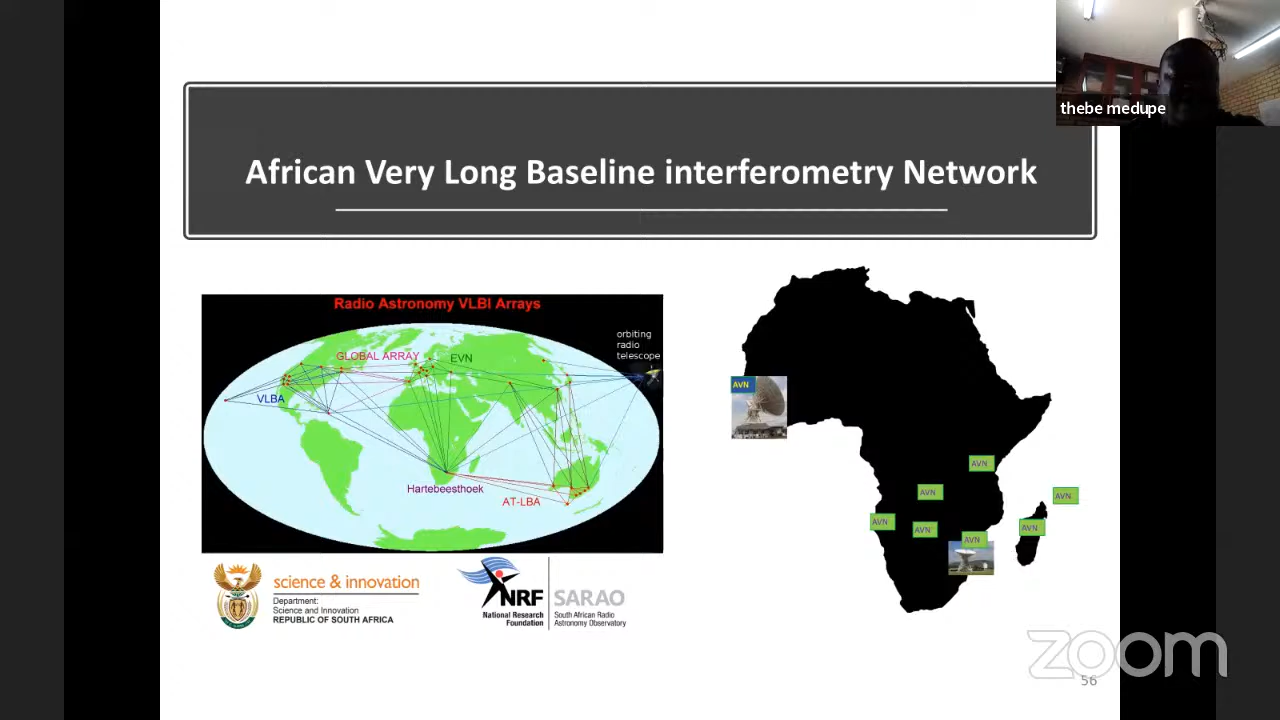 thebe medupe
African Very Long Baseline interferometry Network
Radio Astronomy VLBI Arrays
orbiting
radio
telescope
GLOBAL ARRAY
EVN
VLBA
Hartebeesthoek
AT-LBA
science & innovation
Department:
Science and Innovation
REPUBLIC OF SOUTH AFRICA
NRF
National Research
Foundation
SARAO
South African Radio
Astronomy Observatory
AVN
AVN
AVN
AVN
AVN
AVN
AVN
AVN
zoom
56